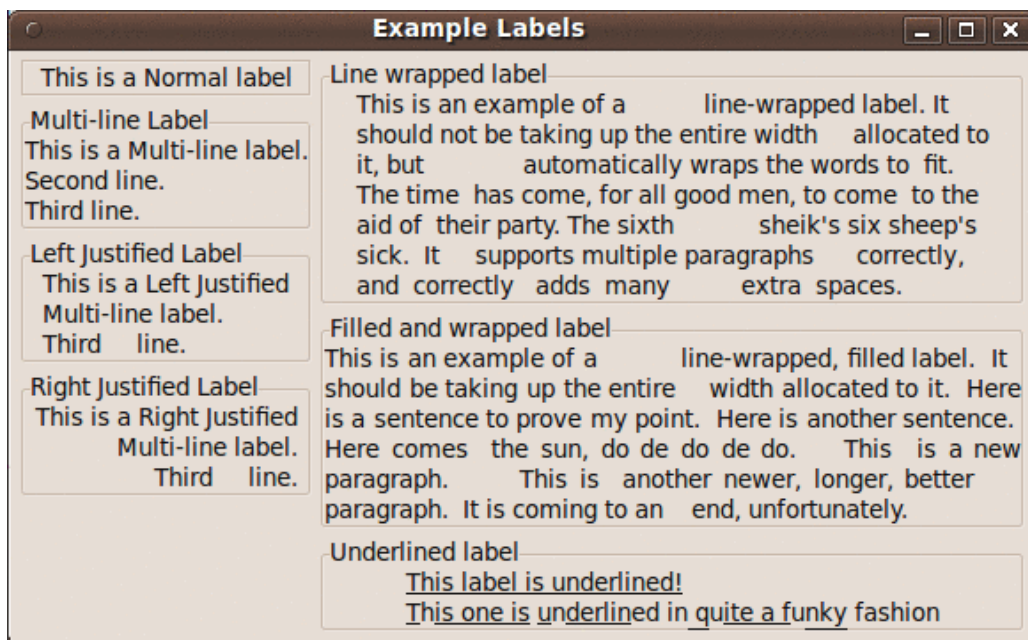 Example Labels
This is a Normal label
Multi-line Label
This is a Multi-line label.
Second line.
Third line.
Left Justified Label
This is a Left Justified
Multi-line label.
Third     line.
Right Justified Label
This is a Right Justified
Multi-line label.
Third     line.
Line wrapped label
This is an example of a           line-wrapped label. It
should not be taking up the entire width     allocated to
it, but              automatically wraps the words to  fit.
The time  has come, for all good men, to come  to the
aid of  their party. The sixth            sheik's six sheep's
sick.  It     supports multiple paragraphs      correctly,
and  correctly   adds  many          extra  spaces.
Filled and wrapped label
This is an example of a            line-wrapped, filled label.  It
should be taking up the entire     width allocated to it.  Here
is a sentence to prove my point.  Here is another sentence.
Here comes   the sun, do de do de do.     This   is a new
paragraph.          This is   another newer, longer, better
paragraph.  It is coming to an    end, unfortunately.
Underlined label
This label is underlined!
This one is underlined in quite a funky fashion